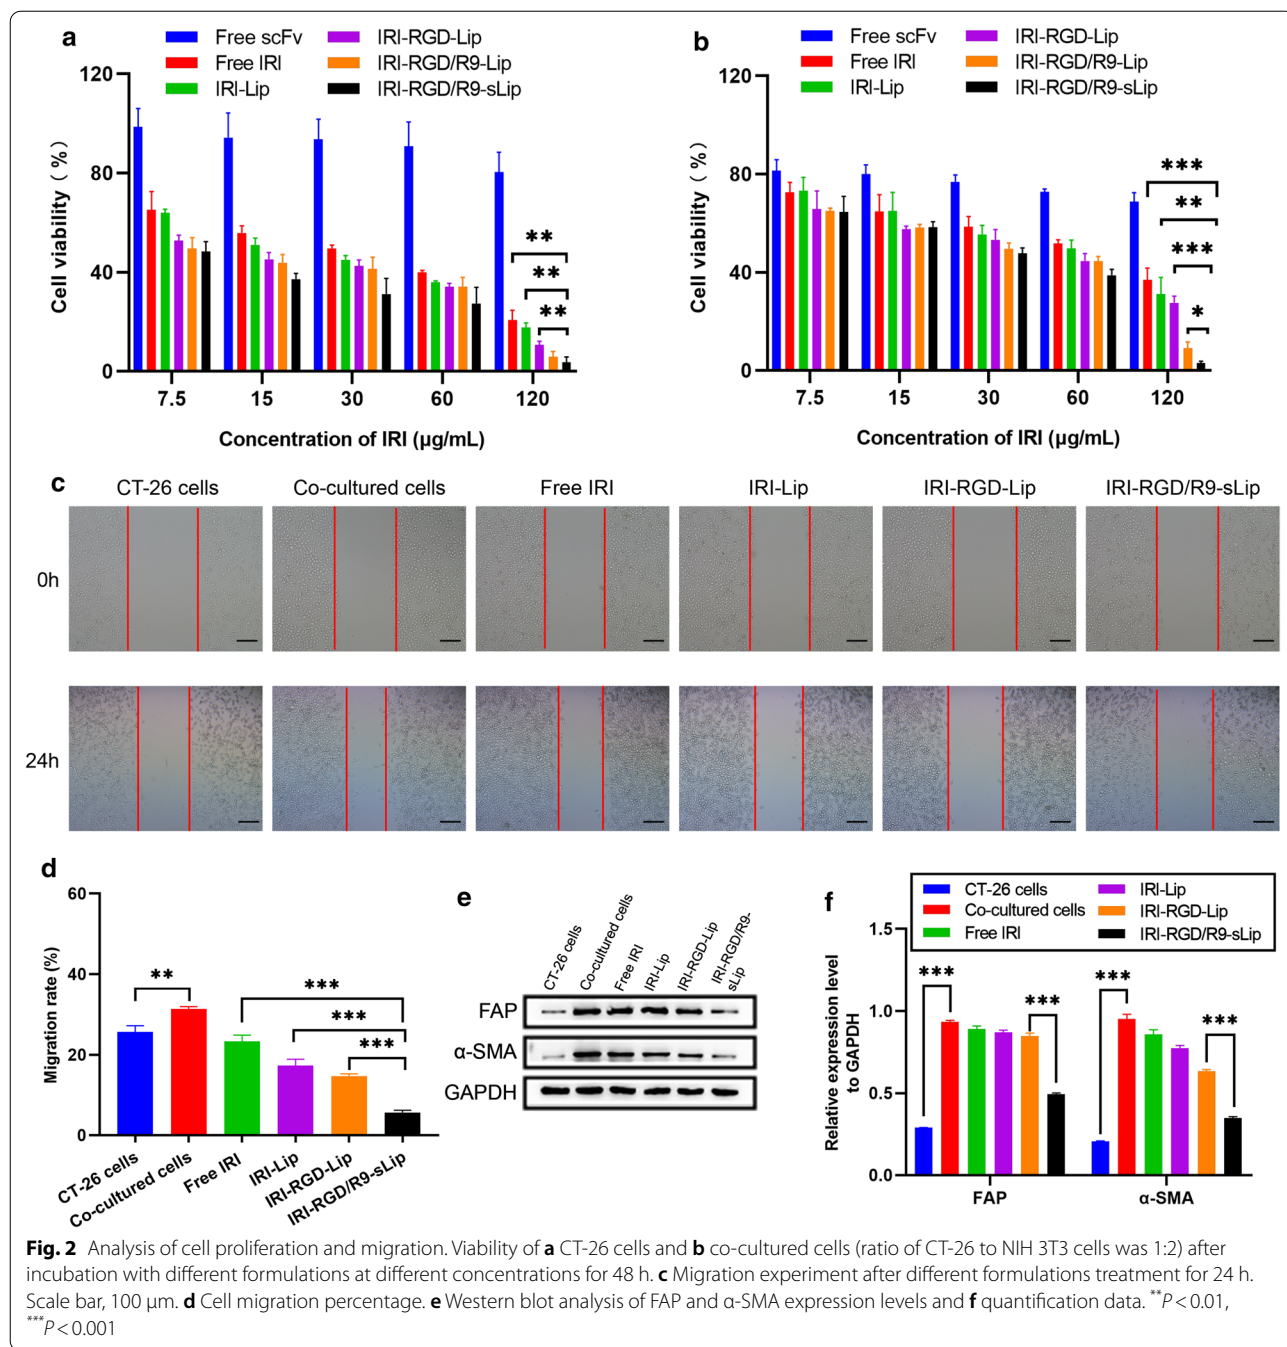 a
Free scFv
IRI-RGD-Lip
Free IRI
IRI-RGD/R9-Lip
IRI-Lip
IRI-RGD/R9-sLip
120
80
40
0
Cell viability (%)
**
**
**
7.5 15 30 60 120
Concentration of IRI (μg/mL)
b
Free scFv
IRI-RGD-Lip
Free IRI
IRI-RGD/R9-Lip
IRI-Lip
IRI-RGD/R9-sLip
120
80
40
0
Cell viability (%)
***
**
***
*
7.5 15 30 60 120
Concentration of IRI (μg/mL)
c
CT-26 cells Co-cultured cells Free IRI IRI-Lip IRI-RGD-Lip IRI-RGD/R9-sLip
0h
24h
d
60
40
20
0
Migration rate (%)
**
***
***
***
CT-26 cells
Co-cultured cells
Free IRI
IRI-Lip
IRI-RGD-Lip
IRI-RGD/R9-sLip
e
CT-26 cells
Co-cultured cells
Free IRI
IRI-Lip
IRI-RGD-Lip
IRI-RGD/R9-
sLip
FAP
α-SMA
GAPDH
f
CT-26 cells
IRI-Lip
Co-cultured cells
IRI-RGD-Lip
Free IRI
IRI-RGD/R9-sLip
1.5
1.0
0.5
0.0
Relative expression level
to GAPDH
***
***
***
***
FAP α-SMA
Fig. 2 Analysis of cell proliferation and migration. Viability of a CT-26 cells and b co-cultured cells (ratio of CT-26 to NIH 3T3 cells was 1:2) after
incubation with different formulations at different concentrations for 48 h. c Migration experiment after different formulations treatment for 24 h.
Scale bar, 100 μm. d Cell migration percentage. e Western blot analysis of FAP and α-SMA expression levels and f quantification data. **P < 0.01,
***P < 0.001